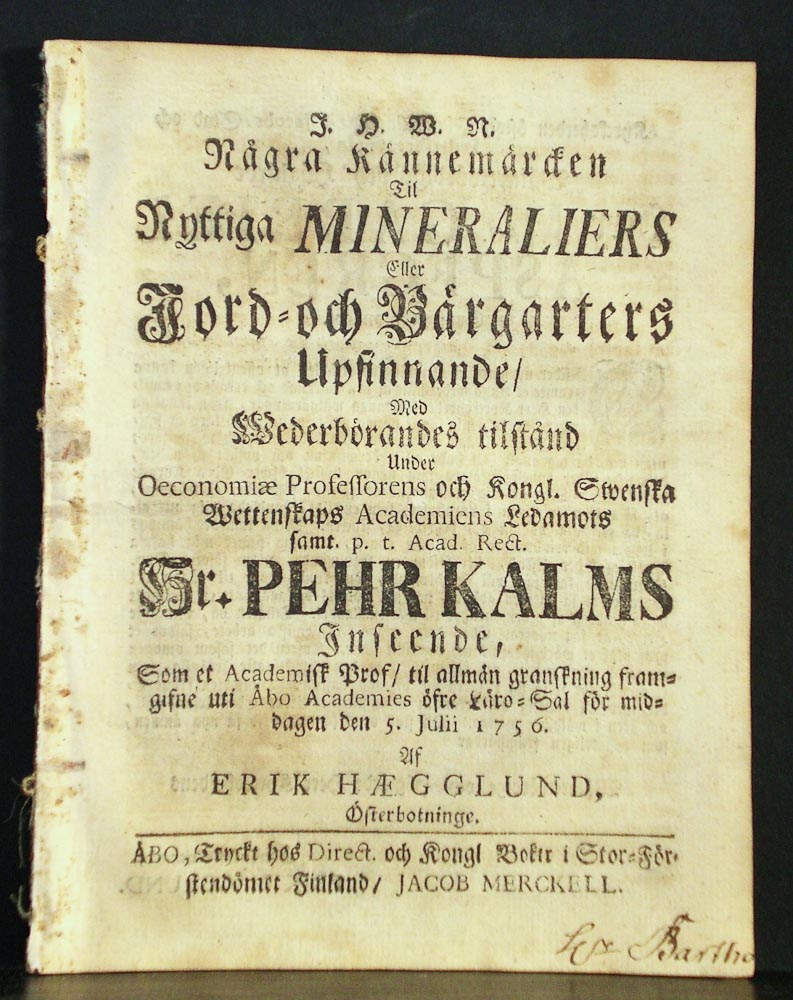 J. H. W. N.
Några Kännemärcken
Til
Nyttiga MINERALIERS
Eller
Jord-och Bärgarters
Upfinnande/
Med
Wederbörandes tilstånd
Under
Oeconomiæ Professorens och Kongl. Swenska
Wettenskaps Academiens Ledamots
samt. p. t. Acad. Rect.
Hr. PEHR KALMS
Inseende,
Som et Academisk Prof/ til allmän granskning fram-
gifne uti Åbo Academies öfre Läro-Sal för mid-
dagen den 5. Julii 1756.
Af
ERIK HÆGGLUND,
Österbotninge.
ÅBO, Tryckt hos Direct. och Kongl Boktr i Stor-För-
stendömet Finland/ JACOB MERCKELL.